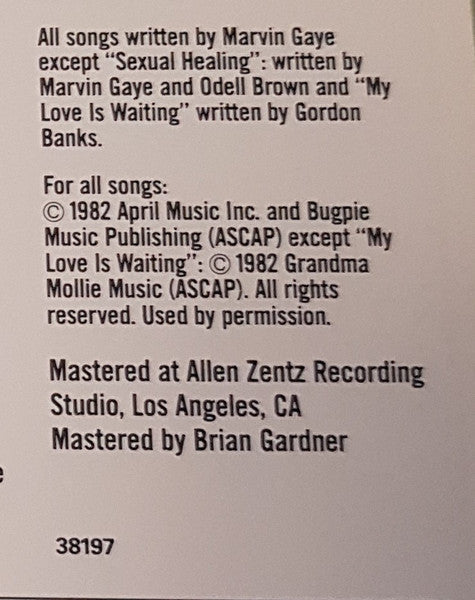 All songs written by Marvin Gaye
except "Sexual Healing": written by
Marvin Gaye and Odell Brown and "My
Love Is Waiting" written by Gordon
Banks.
For all songs:
© 1982 April Music Inc. and Bugpie
Music Publishing (ASCAP) except "My
Love Is Waiting": © 1982 Grandma
Mollie Music (ASCAP). All rights
reserved. Used by permission.
Mastered at Allen Zentz Recording
Studio, Los Angeles, CA
Mastered by Brian Gardner
38197